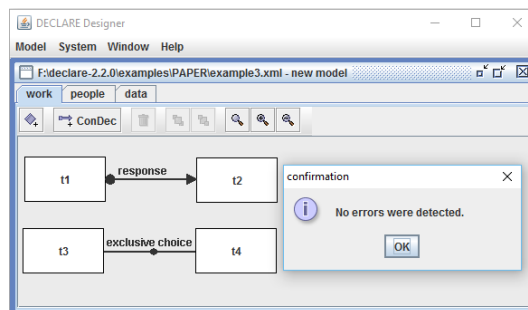 DECLARE Designer
Model System Window Help
F:\declare-2.2.0\examples\PAPER\example3.xml - new model
work people data
ConDec
t1 response t2
confirmation
No errors were detected.
OK
t3 exclusive choice t4